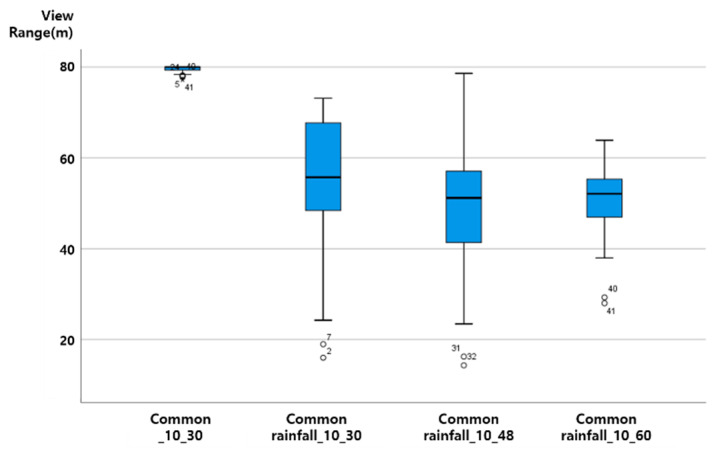 View
Range(m)
80
60
40
20
5
41
7
2
31
32
40
41
Common
_10_30
Common
rainfall_10_30
Common
rainfall_10_48
Common
rainfall_10_60